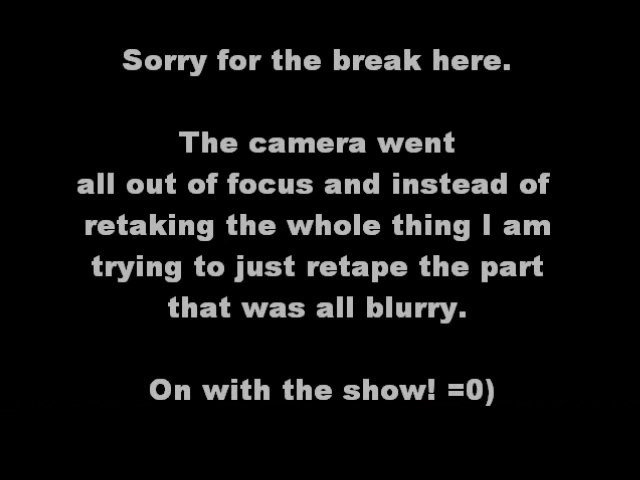 Sorry for the break here.
The camera went
all out of focus and instead of
retaking the whole thing I am
trying to just retape the part
that was all blurry.
On with the show! =0)